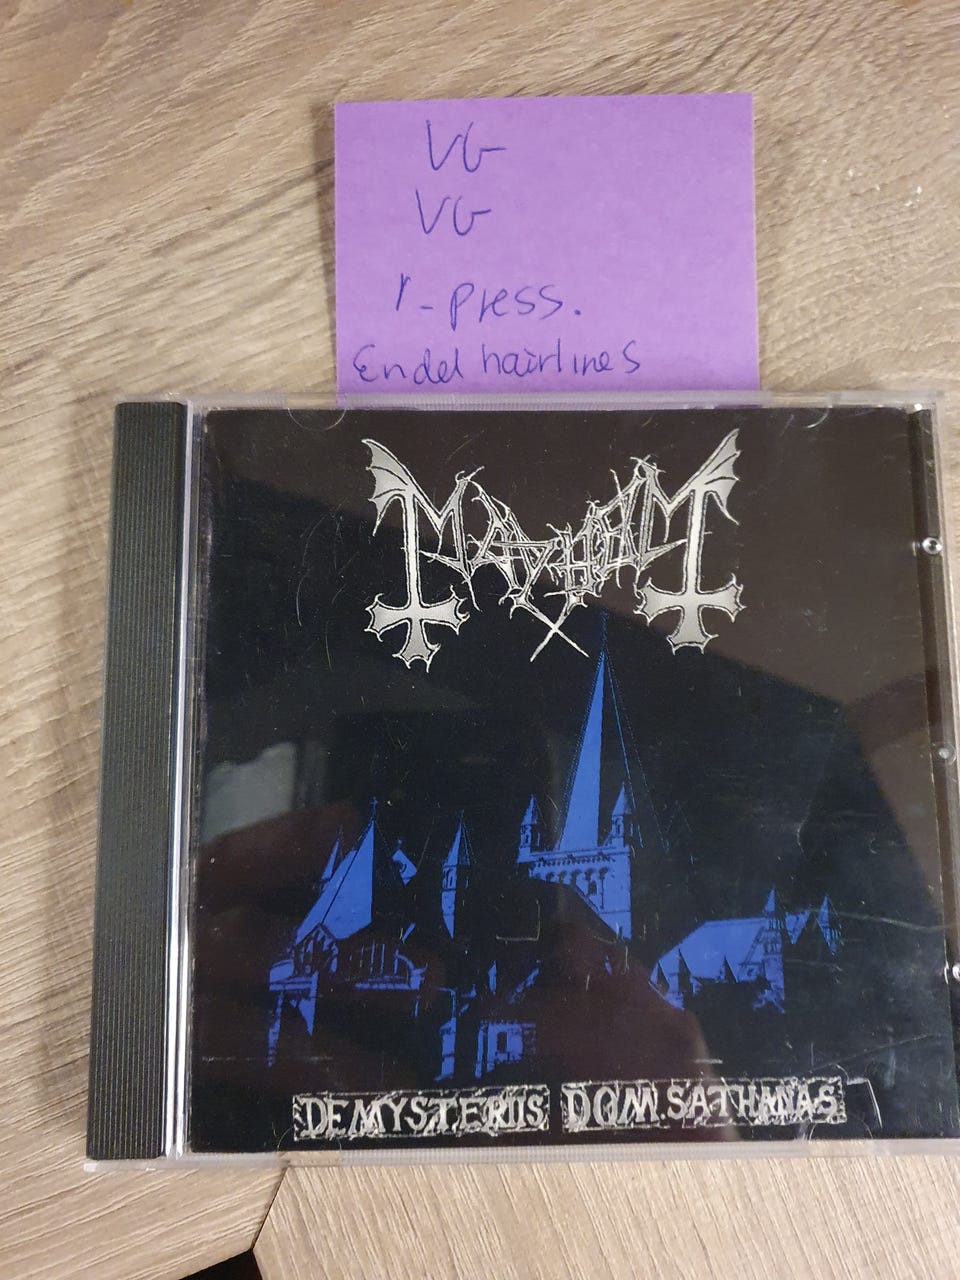 VG
VG
1-press.
Endel hairlines
MAYHEM
DE MYSTERIIS DOM. SATHANAS